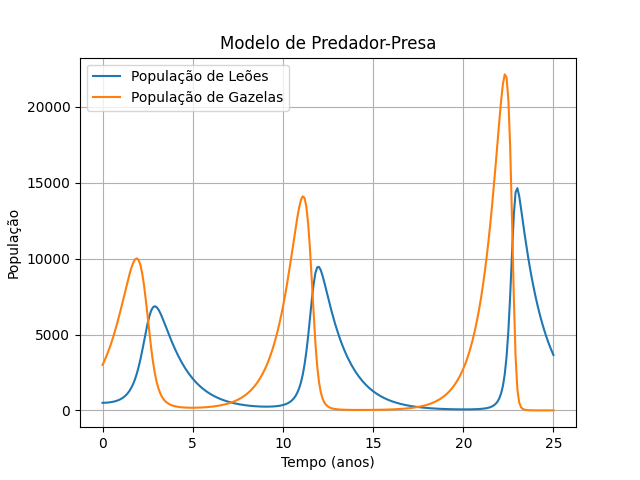 Modelo de Predador-Presa
População de Leões
População de Gazelas
População
20000
15000
10000
5000
0
0 5 10 15 20 25
Tempo (anos)